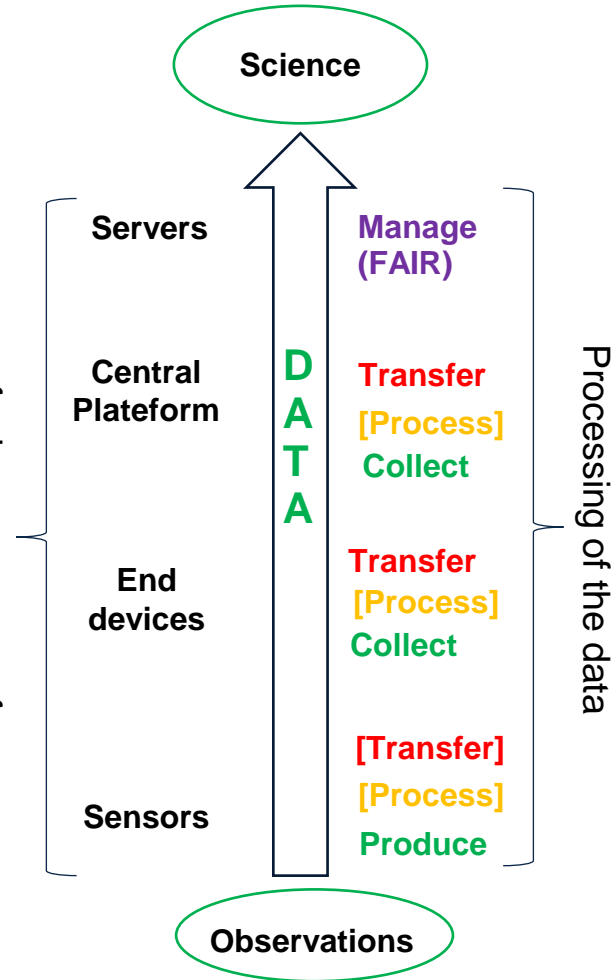 Science
Servers
Manage
(FAIR)
Central
Plateform
D
A
T
A
Transfer
[Process]
Collect
End
devices
Transfer
[Process]
Collect
Sensors
[Transfer]
[Process]
Produce
Observations
Processing of the data